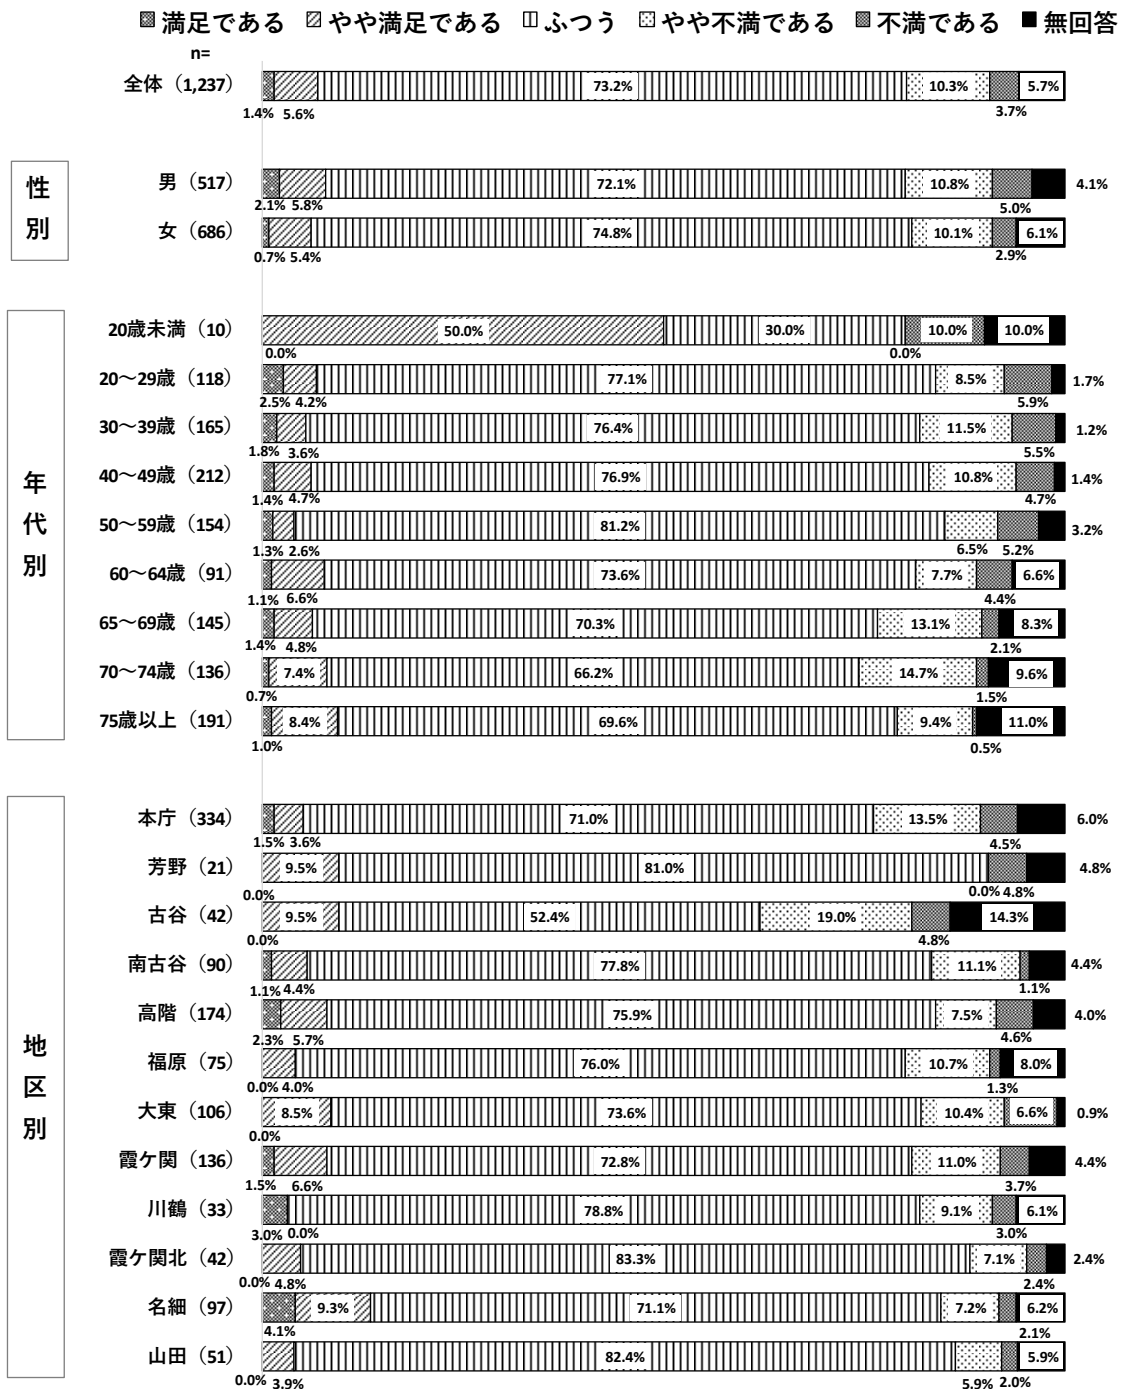 満足である やや満足である ふつう やや不満である 不満である 無回答
n=
全体（1,237） 73.2% 10.3% 5.7%
1.4% 5.6% 3.7%
性別
男（517） 72.1% 10.8% 4.1%
2.1% 5.8% 5.0%
女（686） 74.8% 10.1% 6.1%
0.7% 5.4% 2.9%
年代別
20歳未満（10） 50.0% 30.0% 10.0% 10.0%
0.0% 0.0%
20～29歳（118） 77.1% 8.5% 1.7%
2.5% 4.2% 5.9%
30～39歳（165） 76.4% 11.5% 1.2%
1.8% 3.6% 5.5%
40～49歳（212） 76.9% 10.8% 1.4%
1.4% 4.7% 4.7%
50～59歳（154） 81.2% 3.2%
1.3% 2.6% 6.5% 5.2%
60～64歳（91） 73.6% 7.7% 6.6%
1.1% 6.6% 4.4%
65～69歳（145） 70.3% 13.1% 8.3%
1.4% 4.8% 2.1%
70～74歳（136） 7.4% 66.2% 14.7% 9.6%
0.7% 1.5%
75歳以上（191） 8.4% 69.6% 9.4% 11.0%
1.0% 0.5%
地区別
本庁（334） 71.0% 13.5% 6.0%
1.5% 3.6% 4.5%
芳野（21） 9.5% 81.0% 4.8%
0.0% 0.0% 4.8%
古谷（42） 9.5% 52.4% 19.0% 14.3%
0.0% 4.8%
南古谷（90） 77.8% 11.1% 4.4%
1.1% 4.4% 1.1%
高階（174） 75.9% 7.5% 4.0%
2.3% 5.7% 4.6%
福原（75） 76.0% 10.7% 8.0%
0.0% 4.0% 1.3%
大東（106） 8.5% 73.6% 10.4% 6.6% 0.9%
0.0%
霞ケ関（136） 72.8% 11.0% 4.4%
1.5% 6.6% 3.7%
川鶴（33） 78.8% 9.1% 6.1%
3.0% 0.0% 3.0%
霞ケ関北（42） 83.3% 7.1% 2.4%
0.0% 4.8% 2.4%
名細（97） 9.3% 71.1% 7.2% 6.2%
4.1% 2.1%
山田（51） 82.4% 5.9%
0.0% 3.9% 5.9% 2.0%